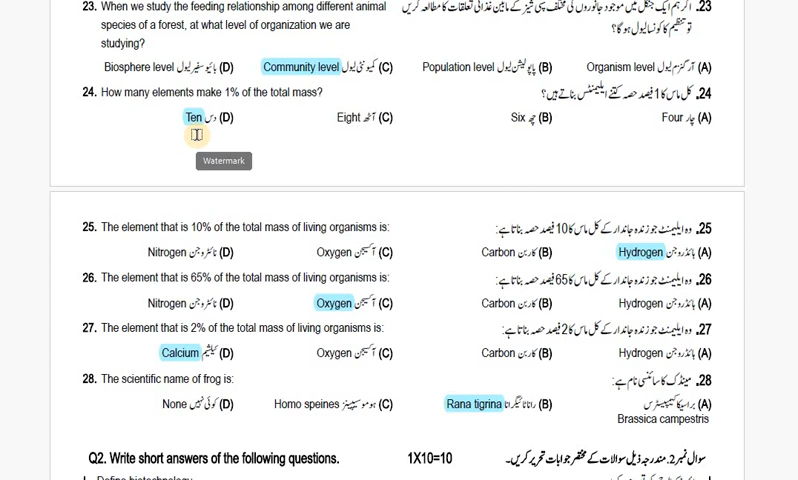 23. When we study the feeding relationship among different animal species of a forest, at what level of organization we are studying?
23. اگر ہم ایک جنگل میں موجود جانوروں کی مختلف سپی شیز کے مابین غذائی تعلقات کا مطالعہ کریں
تو تنظیم کا کونسا لیول ہوگا؟
Biosphere level بائیوسفیر لیول (D) Community level کمیونٹی لیول (C) Population level پاپولیشن لیول (B) Organism level آرگنزم لیول (A)
24. How many elements make 1% of the total mass? 24. کل ماس کا 1 فیصد حصہ کتنے ایلیمنٹس بناتے ہیں؟
Ten دس (D) Eight آٹھ (C) Six چھ (B) Four چار (A)
Watermark
25. The element that is 10% of the total mass of living organisms is: 25. وہ ایلیمنٹ جو زندہ جاندار کے کل ماس کا 10 فیصد حصہ بناتا ہے:
Nitrogen نائٹروجن (D) Oxygen آکسیجن (C) Carbon کاربن (B) Hydrogen ہائڈروجن (A)
26. The element that is 65% of the total mass of living organisms is: 26. وہ ایلیمنٹ جو زندہ جاندار کے کل ماس کا 65 فیصد حصہ بناتا ہے:
Nitrogen نائٹروجن (D) Oxygen آکسیجن (C) Carbon کاربن (B) Hydrogen ہائڈروجن (A)
27. The element that is 2% of the total mass of living organisms is: 27. وہ ایلیمنٹ جو زندہ جاندار کے کل ماس کا 2 فیصد حصہ بناتا ہے:
Calcium کیلشیم (D) Oxygen آکسیجن (C) Carbon کاربن (B) Hydrogen ہائڈروجن (A)
28. The scientific name of frog is: 28. مینڈک کا سائنسی نام ہے:
None کوئی نہیں (D) Homo speines ہومو سیپینز (C) Rana tigrina رانا ٹائیگرانا (B) براسیکا کیمپیسٹرس (A)
Brassica campestris
Q2. Write short answers of the following questions. 1X10=10 سوال نمبر 2. مندرجہ ذیل سوالات کے مختصر جوابات تحریر کریں۔
Define biotechnology